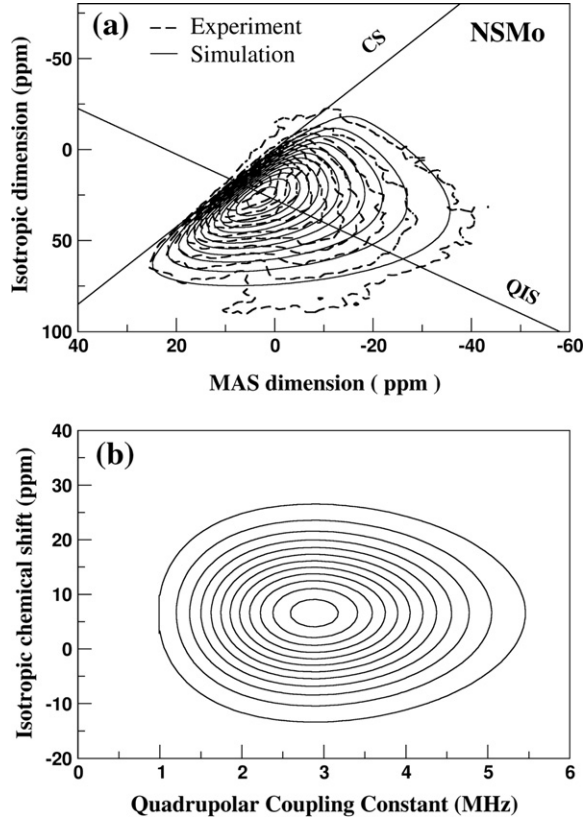 (a)
Experiment
Simulation
CS
NSMo
QIS
Isotropic dimension (ppm)
0
50
100
40
20
0
-20
-40
-60
MAS dimension ( ppm )
(b)
Isotropic chemical shift (ppm)
40
30
20
10
0
-10
-20
0
1
2
3
4
5
6
Quadrupolar Coupling Constant (MHz)